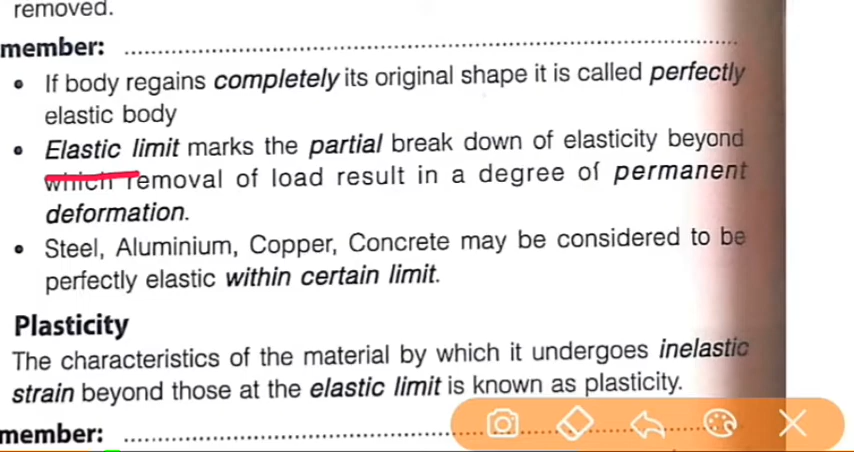 removed.
member: ........................................................................
• If body regains completely its original shape it is called perfectly
elastic body
• Elastic limit marks the partial break down of elasticity beyond
which removal of load result in a degree of permanent
deformation.
• Steel, Aluminium, Copper, Concrete may be considered to be
perfectly elastic within certain limit.
Plasticity
The characteristics of the material by which it undergoes inelastic
strain beyond those at the elastic limit is known as plasticity.
member: ........................................................................